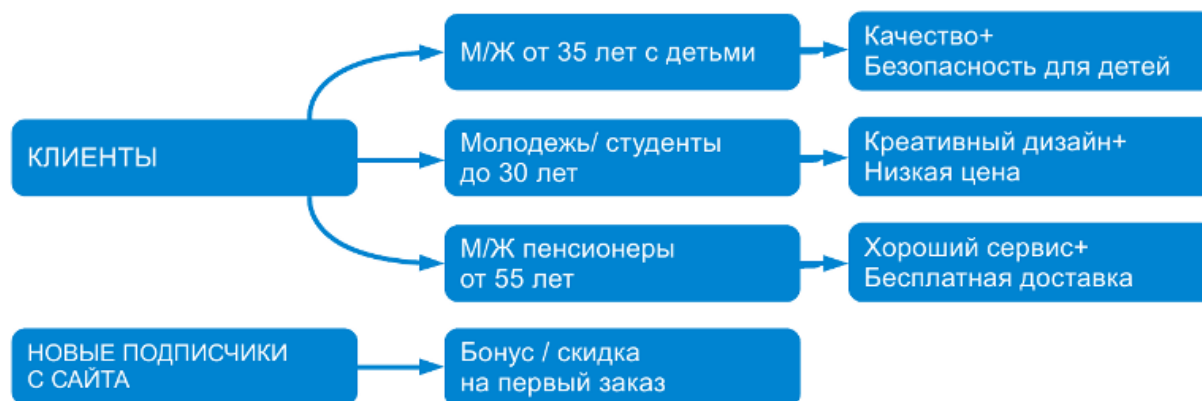 КЛИЕНТЫ
М/Ж от 35 лет с детьми
Качество+
Безопасность для детей
Молодежь/ студенты
до 30 лет
Креативный дизайн+
Низкая цена
М/Ж пенсионеры
от 55 лет
Хороший сервис+
Бесплатная доставка
НОВЫЕ ПОДПИСЧИКИ
С САЙТА
Бонус / скидка
на первый заказ